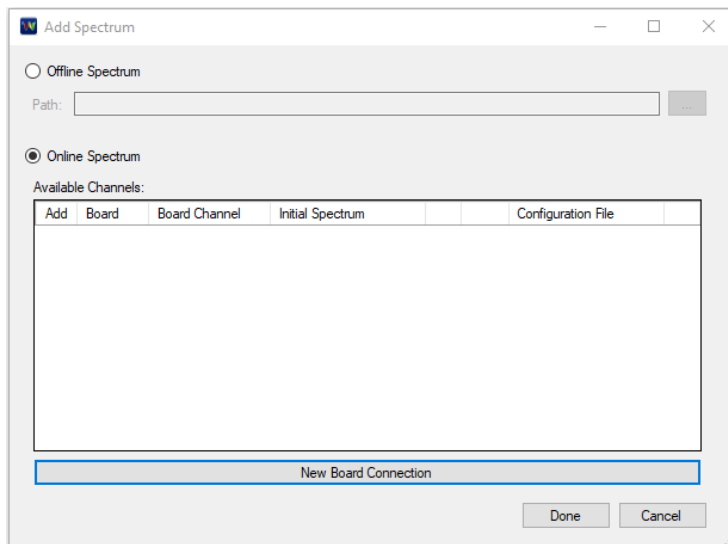 Add Spectrum
Offline Spectrum
Path: ...
Online Spectrum
Available Channels:
Add Board Board Channel Initial Spectrum Configuration File
New Board Connection
Done Cancel